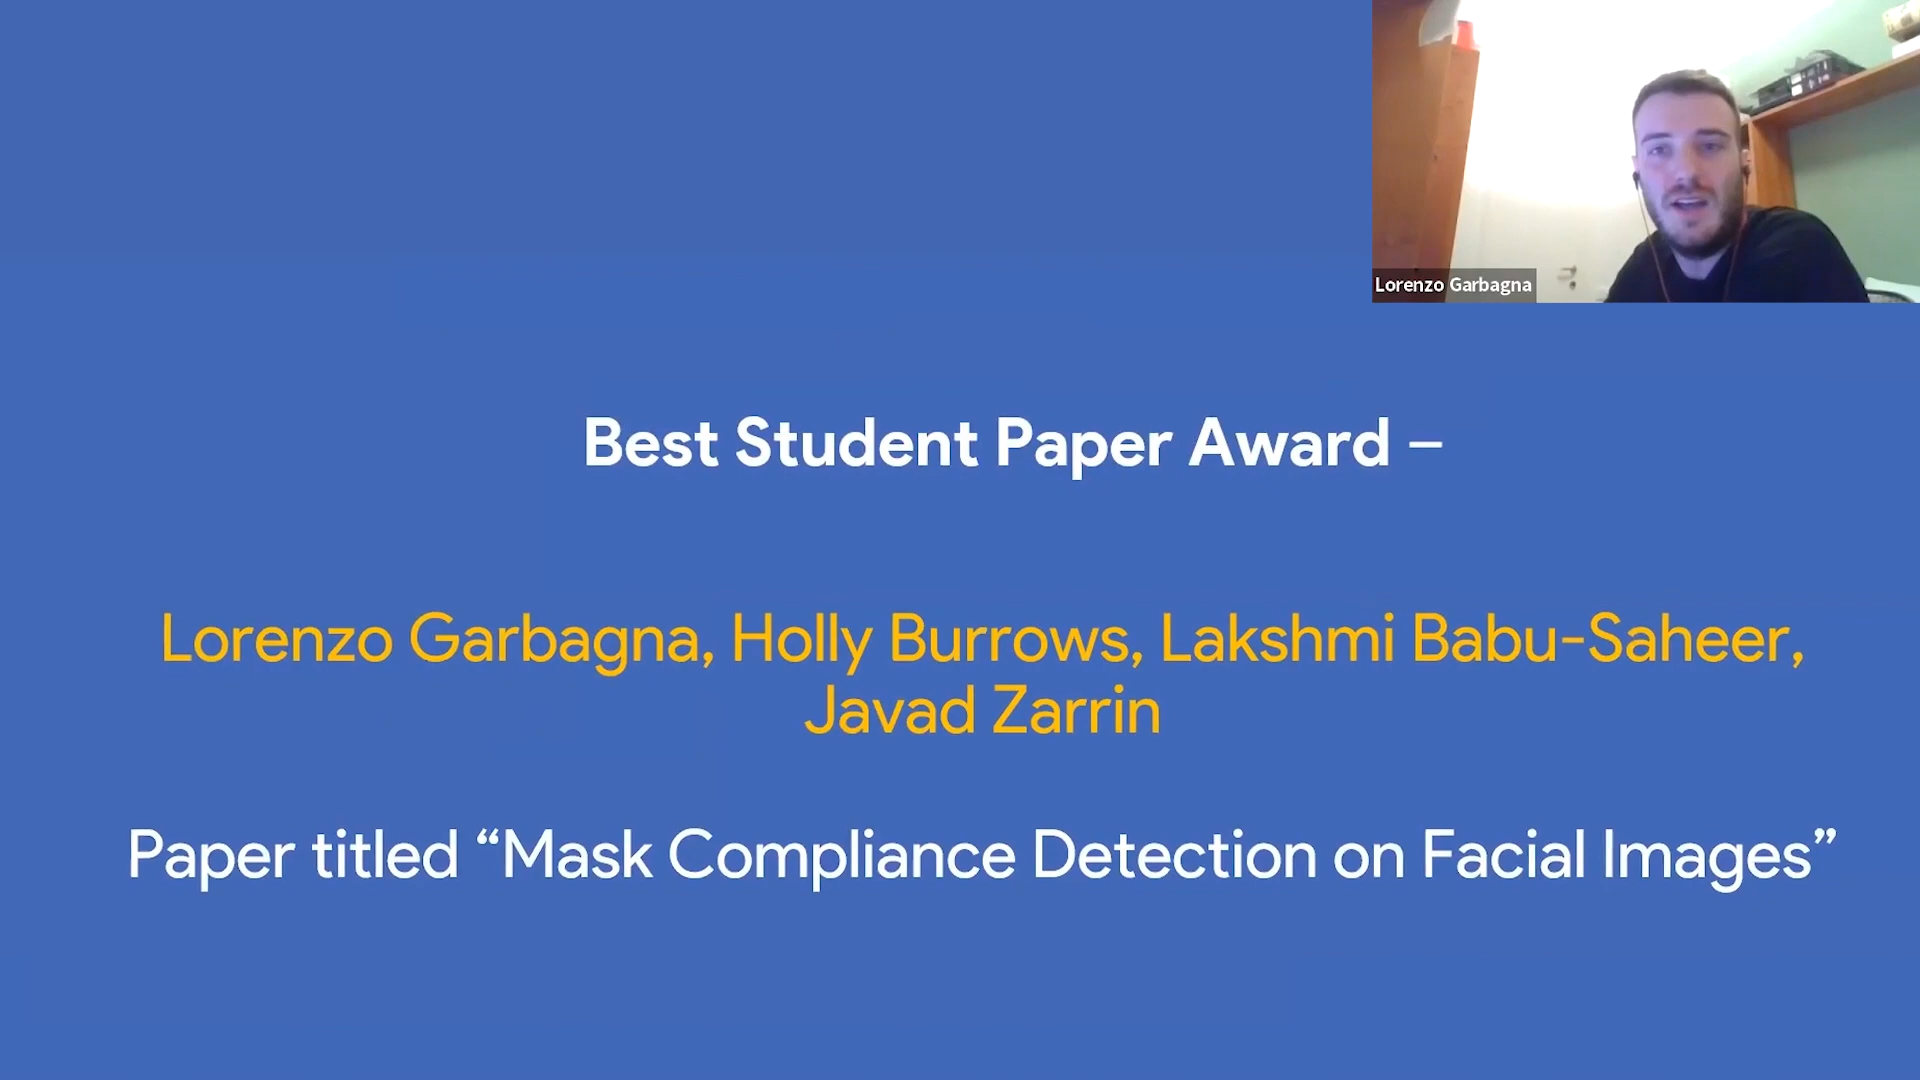 Lorenzo Garbagna
Best Student Paper Award –
Lorenzo Garbagna, Holly Burrows, Lakshmi Babu-Saheer,
Javad Zarrin
Paper titled “Mask Compliance Detection on Facial Images”